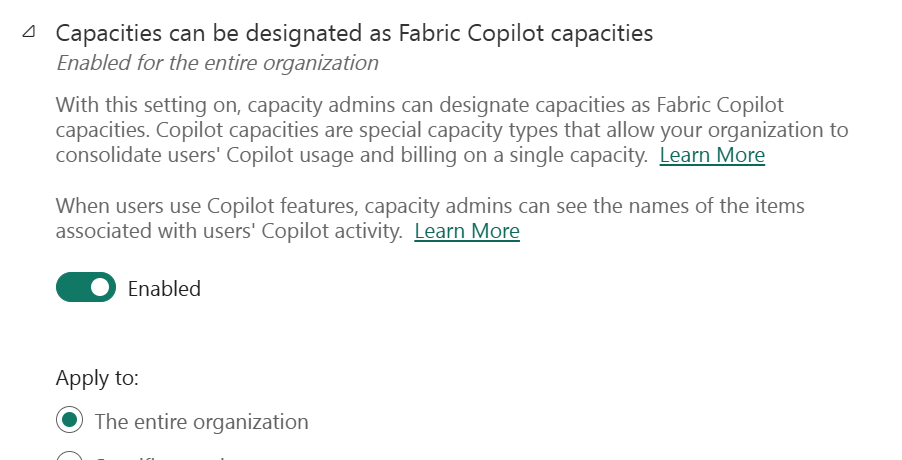 Capacities can be designated as Fabric Copilot capacities
Enabled for the entire organization
With this setting on, capacity admins can designate capacities as Fabric Copilot
capacities. Copilot capacities are special capacity types that allow your organization to
consolidate users' Copilot usage and billing on a single capacity. Learn More
When users use Copilot features, capacity admins can see the names of the items
associated with users' Copilot activity. Learn More
Enabled
Apply to:
The entire organization